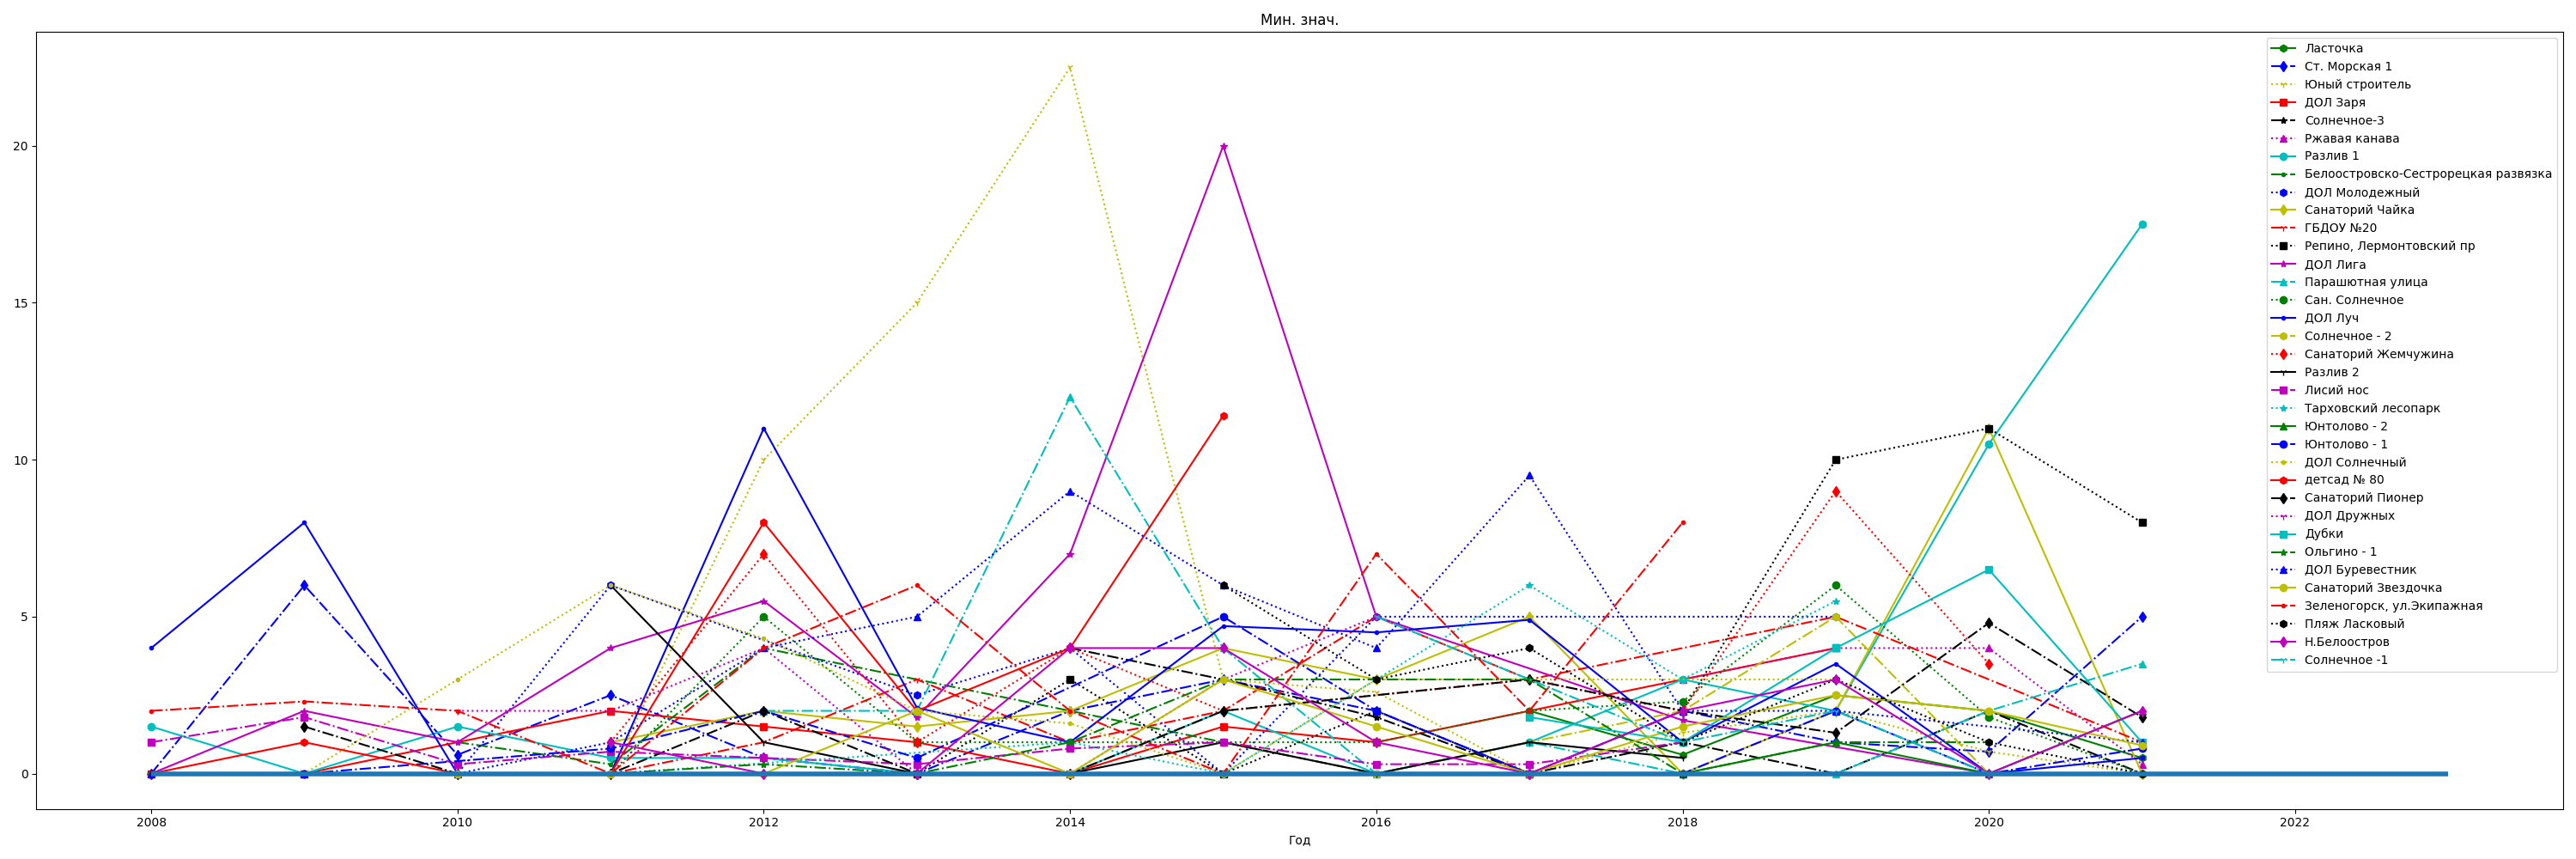 Мин. знач.
20
15
10
5
0
2008 2010 2012 2014 2016 2018 2020 2022
Год
Ласточка
Ст. Морская 1
Юный строитель
ДОЛ Заря
Солнечное-3
Ржавая канава
Разлив 1
Белоостровско-Сестрорецкая развязка
ДОЛ Молодежный
Санаторий Чайка
ГБДОУ №20
Репино, Лермонтовский пр
ДОЛ Лига
Парашютная улица
Сан. Солнечное
ДОЛ Луч
Солнечное - 2
Санаторий Жемчужина
Разлив 2
Лисий нос
Тарховский лесопарк
Юнтолово - 2
Юнтолово - 1
ДОЛ Солнечный
детсад № 80
Санаторий Пионер
ДОЛ Дружных
Дубки
Ольгино - 1
ДОЛ Буревестник
Санаторий Звездочка
Зеленогорск, ул.Экипажная
Пляж Ласковый
Н.Белоостров
Солнечное -1